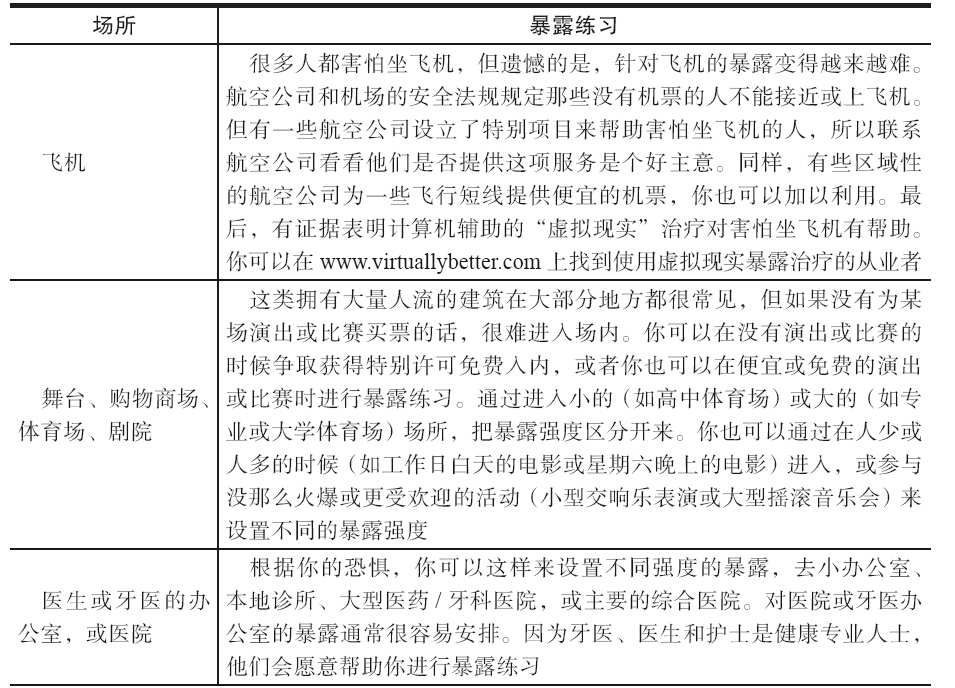 场所
暴露练习
飞机
很多人都害怕坐飞机，但遗憾的是，针对飞机的暴露变得越来越难。
航空公司和机场的安全法规规定那些没有机票的人不能接近或上飞机。
但有一些航空公司设立了特别项目来帮助害怕坐飞机的人，所以联系
航空公司看看他们是否提供这项服务是个好主意。同样，有些区域性
的航空公司为一些飞行短线提供便宜的机票，你也可以加以利用。最
后，有证据表明计算机辅助的“虚拟现实”治疗对害怕坐飞机有帮助。
你可以在 www.virtuallybetter.com 上找到使用虚拟现实暴露治疗的从业者
舞台、购物商场、
体育场、剧院
这类拥有大量人流的建筑在大部分地方都很常见，但如果没有为某
场演出或比赛买票的话，很难进入场内。你可以在没有演出或比赛的
时候争取获得特别许可免费入内，或者你也可以在便宜或免费的演出
或比赛时进行暴露练习。通过进入小的（如高中体育场）或大的（如专
业或大学体育场）场所，把暴露强度区分开来。你也可以通过在人少或
人多的时候（如工作日白天的电影或星期六晚上的电影）进入，或参与
没那么火爆或更受欢迎的活动（小型交响乐表演或大型摇滚音乐会）来
设置不同的暴露强度
医生或牙医的办
公室，或医院
根据你的恐惧，你可以这样来设置不同强度的暴露，去小办公室、
本地诊所、大型医药 / 牙科医院，或主要的综合医院。对医院或牙医办
公室的暴露通常很容易安排。因为牙医、医生和护士是健康专业人士，
他们会愿意帮助你进行暴露练习